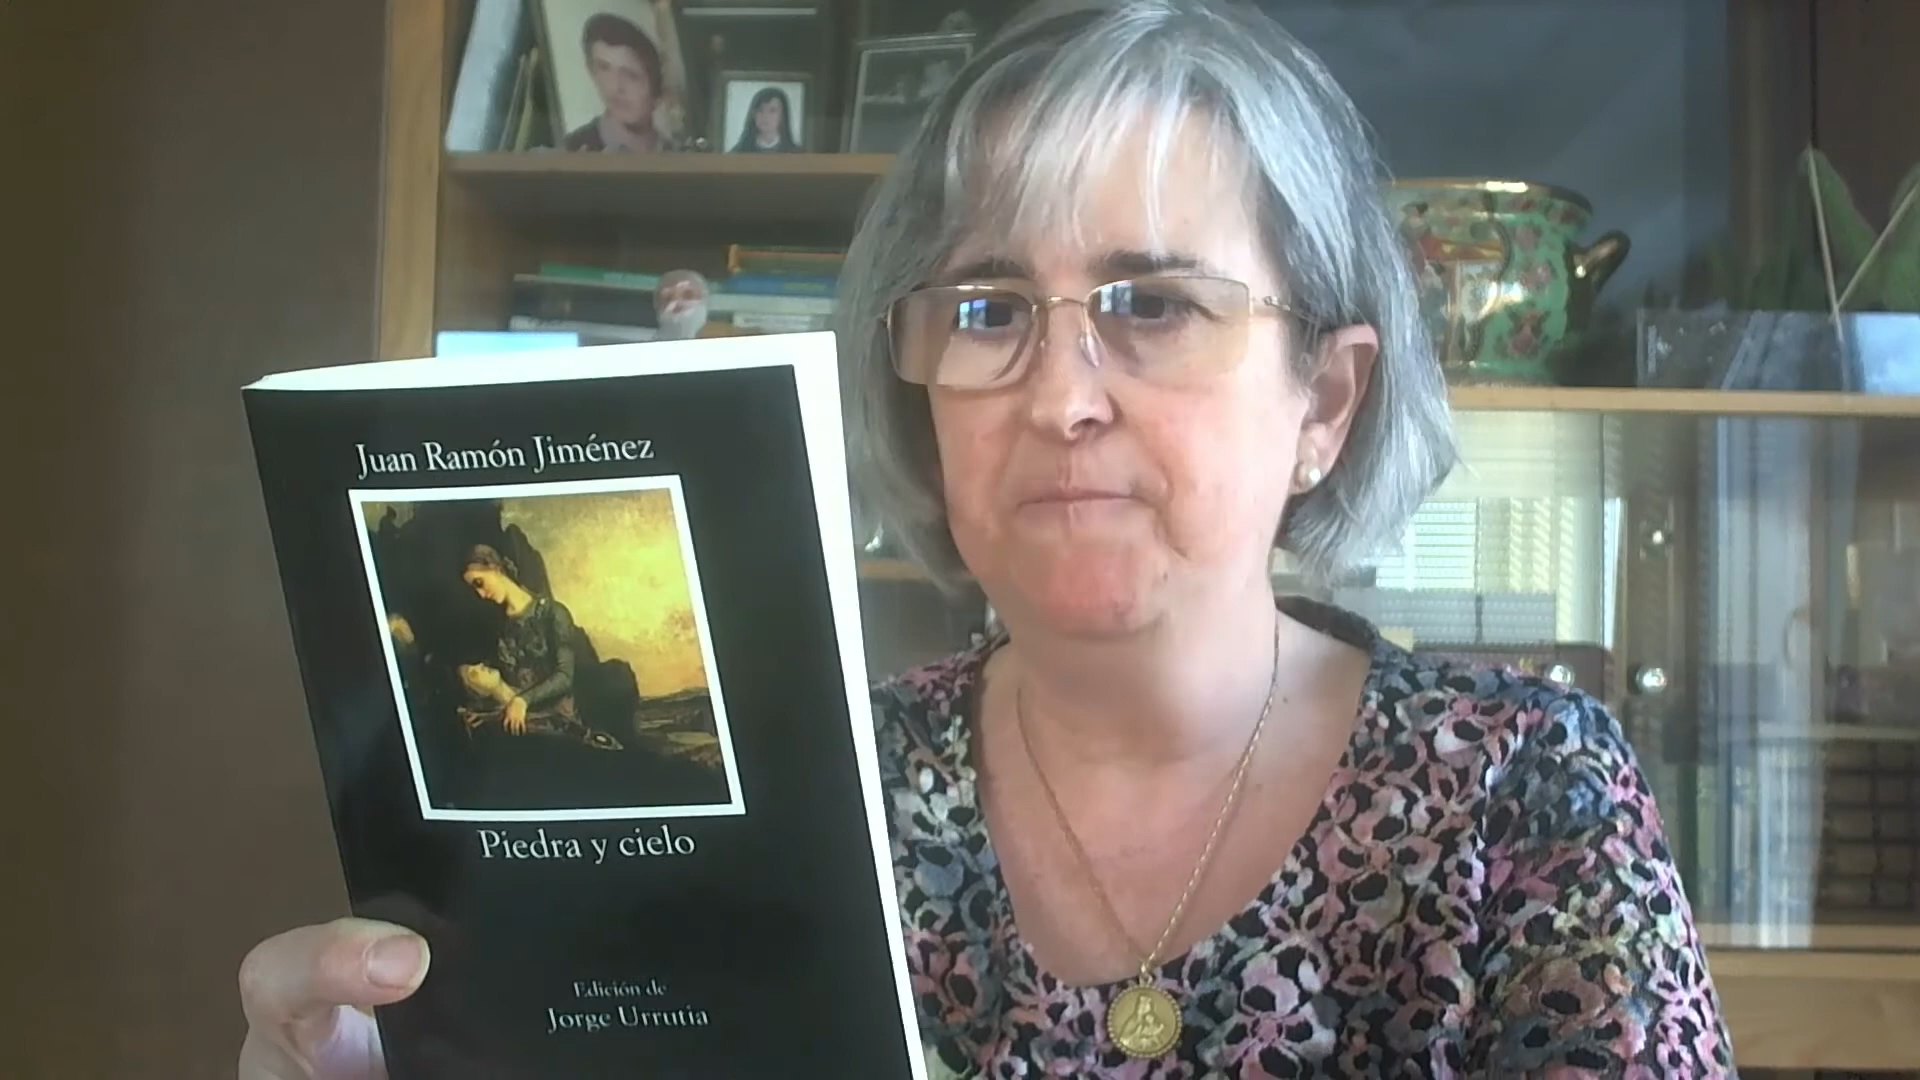 Juan Ramón Jiménez
Piedra y cielo
Edición de
Jorge Urrutia